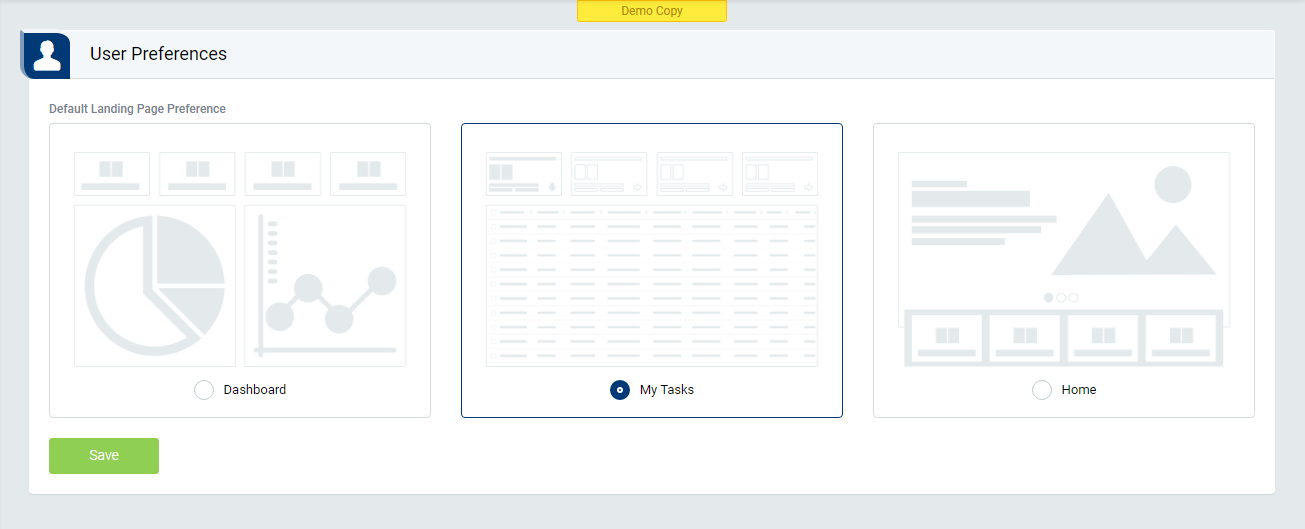 Demo Copy
User Preferences
Default Landing Page Preference
Dashboard
My Tasks
Home
Save